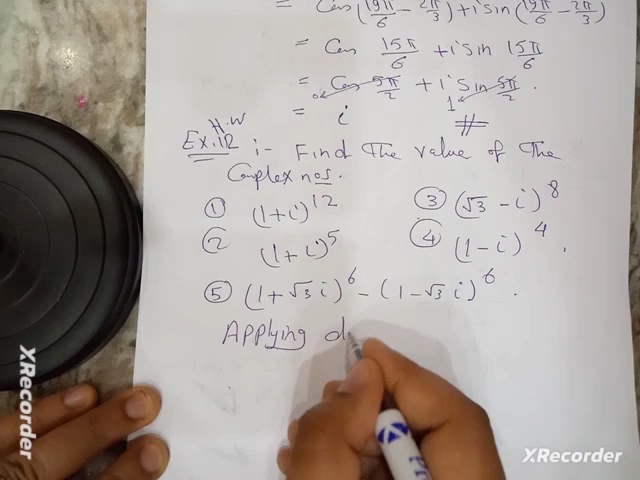 = Cos (19π/6 - 2π/3) + i sin (19π/6 - 2π/3)
= Cos 15π/6 + i sin 15π/6
= Cos 5π/2 + i sin 5π/2 .
0 1
= i
H.W
Ex.12 :- Find The value of The
Complex nos.
① (1+i)^12 ③ (√3 - i)^8
② (1+i)^5 ④ (1-i)^4 .
⑤ (1+√3 i)^6 - (1-√3 i)^6 .
Applying d
XRecorder
XRecorder